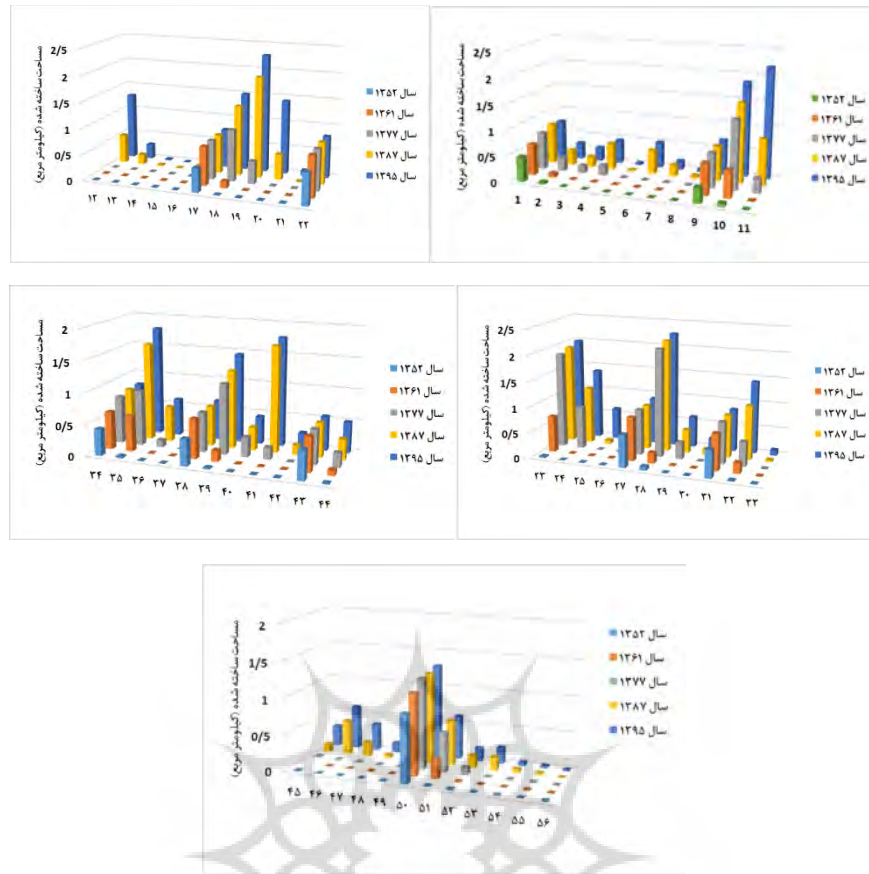 مساحت ساخته شده (کیلومتر مربع)
2/5
2
1/5
1
0/5
0
۱۲ ۱۳ ۱۴ ۱۵ ۱۶ ۱۷ ۱۸ ۱۹ ۲۰ ۲۱ ۲۲
سال ۱۳۵۲
سال ۱۳۶۱
سال ۱۳۷۷
سال ۱۳۸۷
سال ۱۳۹۵
مساحت ساخته شده (کیلومتر مربع)
2/5
2
1/5
1
0/5
0
1 2 3 4 5 6 7 8 9 10 11
سال ۱۳۵۲
سال ۱۳۶۱
سال ۱۳۷۷
سال ۱۳۸۷
سال ۱۳۹۵
مساحت ساخته شده (کیلومتر مربع)
2
1/5
1
0/5
0
۳۴ ۳۵ ۳۶ ۳۷ ۳۸ ۳۹ ۴۰ ۴۱ ۴۲ ۴۳ ۴۴
سال ۱۳۵۲
سال ۱۳۶۱
سال ۱۳۷۷
سال ۱۳۸۷
سال ۱۳۹۵
مساحت ساخته شده (کیلومتر مربع)
2/5
2
1/5
1
0/5
0
۲۳ ۲۴ ۲۵ ۲۶ ۲۷ ۲۸ ۲۹ ۳۰ ۳۱ ۳۲ ۳۳
سال ۱۳۵۲
سال ۱۳۶۱
سال ۱۳۷۷
سال ۱۳۸۷
سال ۱۳۹۵
مساحت ساخته شده (کیلومتر مربع)
2
1/5
1
0/5
0
۴۵ ۴۶ ۴۷ ۴۸ ۴۹ ۵۰ ۵۱ ۵۲ ۵۳ ۵۴ ۵۵ ۵۶
سال ۱۳۵۲
سال ۱۳۶۱
سال ۱۳۷۷
سال ۱۳۸۷
سال ۱۳۹۵